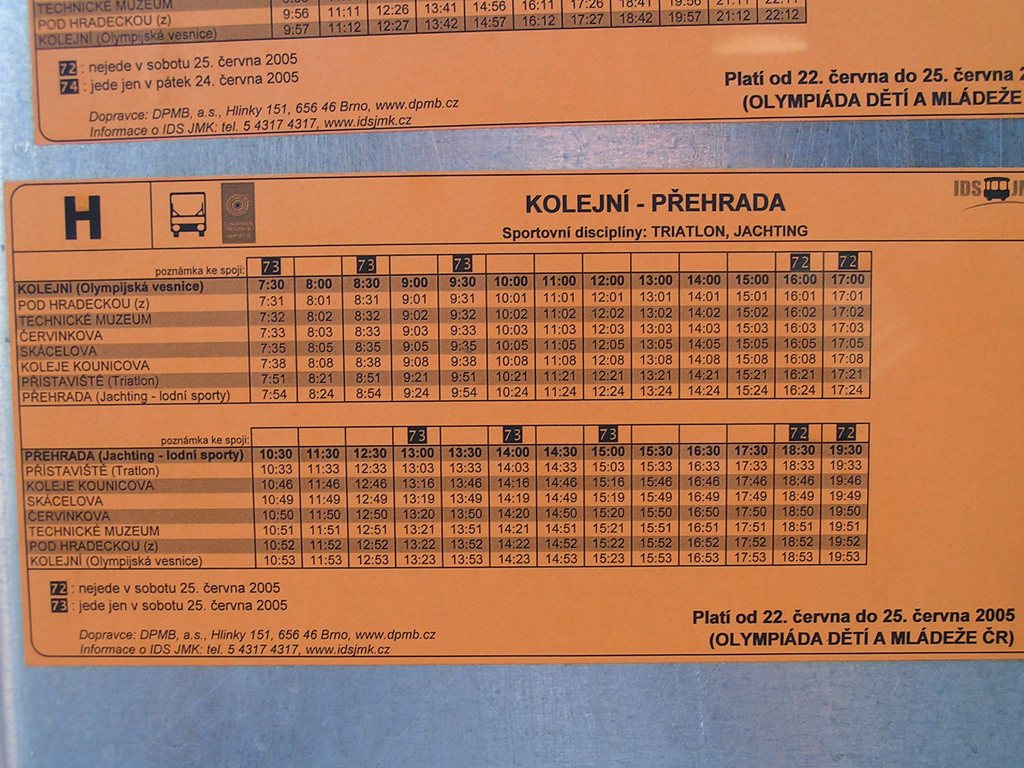 TECHNICKÉ MUZEUM 11:11 12:26 13:41 14:56 16:11 17:26 18:41 19:56
POD HRADECKOU (z) 9:56 11:11 12:26 13:41 14:56 16:11 17:26 18:41 19:56 21:11 22:11
KOLEJNÍ (Olympijská vesnice) 9:57 11:12 12:27 13:42 14:57 16:12 17:27 18:42 19:57 21:12 22:12
72 : nejede v sobotu 25. června 2005
74 : jede jen v pátek 24. června 2005
Platí od 22. června do 25. června
(OLYMPIÁDA DĚTÍ A MLÁDEŽE
Dopravce: DPMB, a.s., Hlinky 151, 656 46 Brno, www.dpmb.cz
Informace o IDS JMK: tel. 5 4317 4317, www.idsjmk.cz
H
KOLEJNÍ - PŘEHRADA
IDS JM
Sportovní disciplíny: TRIATLON, JACHTING
poznámka ke spoji: 73 73 73 72 72
KOLEJNÍ (Olympijská vesnice) 7:30 8:00 8:30 9:00 9:30 10:00 11:00 12:00 13:00 14:00 15:00 16:00 17:00
POD HRADECKOU (z) 7:31 8:01 8:31 9:01 9:31 10:01 11:01 12:01 13:01 14:01 15:01 16:01 17:01
TECHNICKÉ MUZEUM 7:32 8:02 8:32 9:02 9:32 10:02 11:02 12:02 13:02 14:02 15:02 16:02 17:02
ČERVINKOVA 7:33 8:03 8:33 9:03 9:33 10:03 11:03 12:03 13:03 14:03 15:03 16:03 17:03
SKÁCELOVA 7:35 8:05 8:35 9:05 9:35 10:05 11:05 12:05 13:05 14:05 15:05 16:05 17:05
KOLEJE KOUNICOVA 7:38 8:08 8:38 9:08 9:38 10:08 11:08 12:08 13:08 14:08 15:08 16:08 17:08
PŘÍSTAVIŠTĚ (Triatlon) 7:51 8:21 8:51 9:21 9:51 10:21 11:21 12:21 13:21 14:21 15:21 16:21 17:21
PŘEHRADA (Jachting - lodní sporty) 7:54 8:24 8:54 9:24 9:54 10:24 11:24 12:24 13:24 14:24 15:24 16:24 17:24
poznámka ke spoji: 73 73 73 72 72
PŘEHRADA (Jachting - lodní sporty) 10:30 11:30 12:30 13:00 13:30 14:00 14:30 15:00 15:30 16:30 17:30 18:30 19:30
PŘÍSTAVIŠTĚ (Tratlon) 10:33 11:33 12:33 13:03 13:33 14:03 14:33 15:03 15:33 16:33 17:33 18:33 19:33
KOLEJE KOUNICOVA 10:46 11:46 12:46 13:16 13:46 14:16 14:46 15:16 15:46 16:46 17:46 18:46 19:46
SKÁCELOVA 10:49 11:49 12:49 13:19 13:49 14:19 14:49 15:19 15:49 16:49 17:49 18:49 19:49
ČERVINKOVA 10:50 11:50 12:50 13:20 13:50 14:20 14:50 15:20 15:50 16:50 17:50 18:50 19:50
TECHNICKÉ MUZEUM 10:51 11:51 12:51 13:21 13:51 14:21 14:51 15:21 15:51 16:51 17:51 18:51 19:51
POD HRADECKOU (z) 10:52 11:52 12:52 13:22 13:52 14:22 14:52 15:22 15:52 16:52 17:52 18:52 19:52
KOLEJNÍ (Olympijská vesnice) 10:53 11:53 12:53 13:23 13:53 14:23 14:53 15:23 15:53 16:53 17:53 18:53 19:53
72 : nejede v sobotu 25. června 2005
73 : jede jen v sobotu 25. června 2005
Platí od 22. června do 25. června 2005
(OLYMPIÁDA DĚTÍ A MLÁDEŽE ČR)
Dopravce: DPMB, a.s., Hlinky 151, 656 46 Brno, www.dpmb.cz
Informace o IDS JMK: tel. 5 4317 4317, www.idsjmk.cz